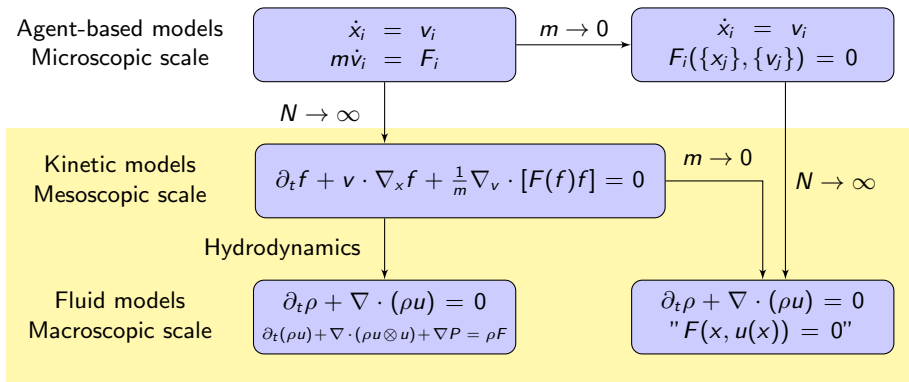 Agent-based models
Microscopic scale
ẋᵢ = vᵢ
mv̇ᵢ = Fᵢ
m → 0
ẋᵢ = vᵢ
Fᵢ({xⱼ}, {vⱼ}) = 0
N → ∞
Kinetic models
Mesoscopic scale
∂ₜf + v · ∇ₓf + 1/m ∇ᵥ · [F(f)f] = 0
m → 0
N → ∞
Hydrodynamics
Fluid models
Macroscopic scale
∂ₜρ + ∇ · (ρu) = 0
∂ₜ(ρu) + ∇ · (ρu ⊗ u) + ∇P = ρF
∂ₜρ + ∇ · (ρu) = 0
"F(x, u(x)) = 0"